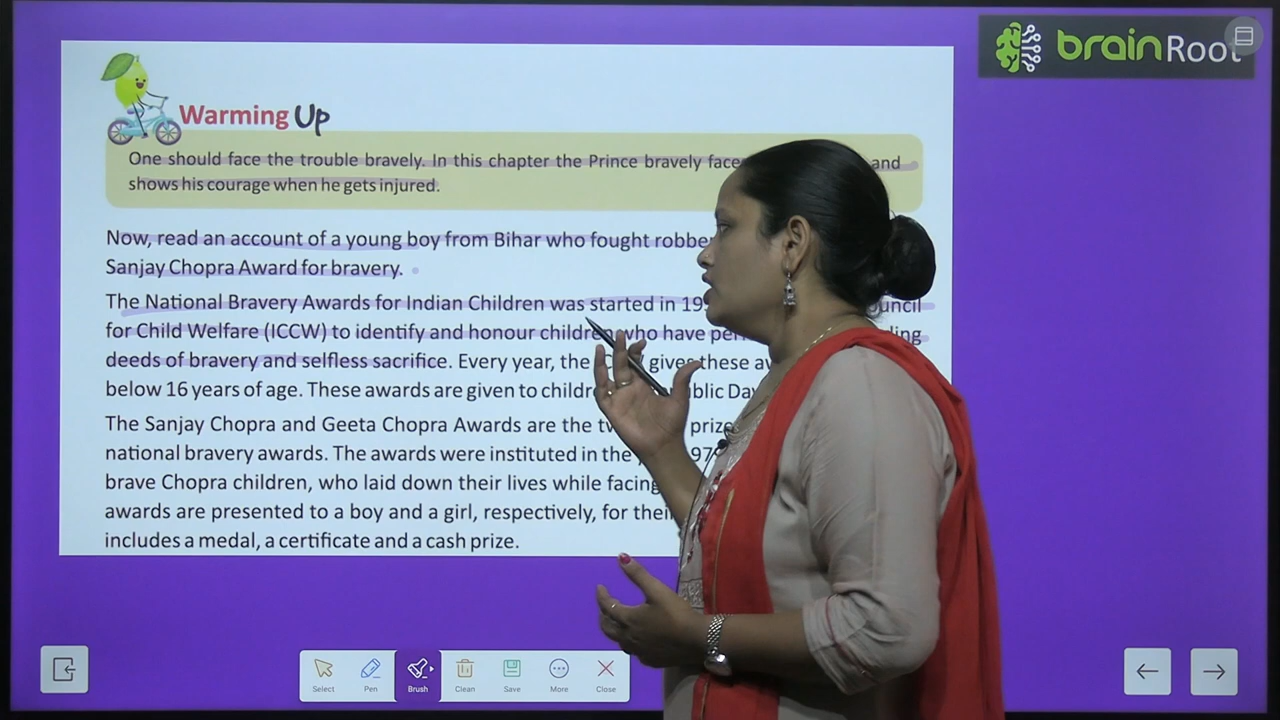 brainRoot
Warming Up
One should face the trouble bravely. In this chapter the Prince bravely and
shows his courage when he gets injured.
Now, read an account of a young boy from Bihar who fought
Sanjay Chopra Award for bravery.
The National Bravery Awards for Indian Children was started in
for Child Welfare (ICCW) to identify and honour children who have
deeds of bravery and selfless sacrifice. Every year, the gives these
below 16 years of age. These awards are given to
The Sanjay Chopra and Geeta Chopra Awards are the
national bravery awards. The awards were instituted in the
brave Chopra children, who laid down their lives while facing
awards are presented to a boy and a girl, respectively, for
includes a medal, a certificate and a cash prize.
Select Pen Brush Clean Save More Close